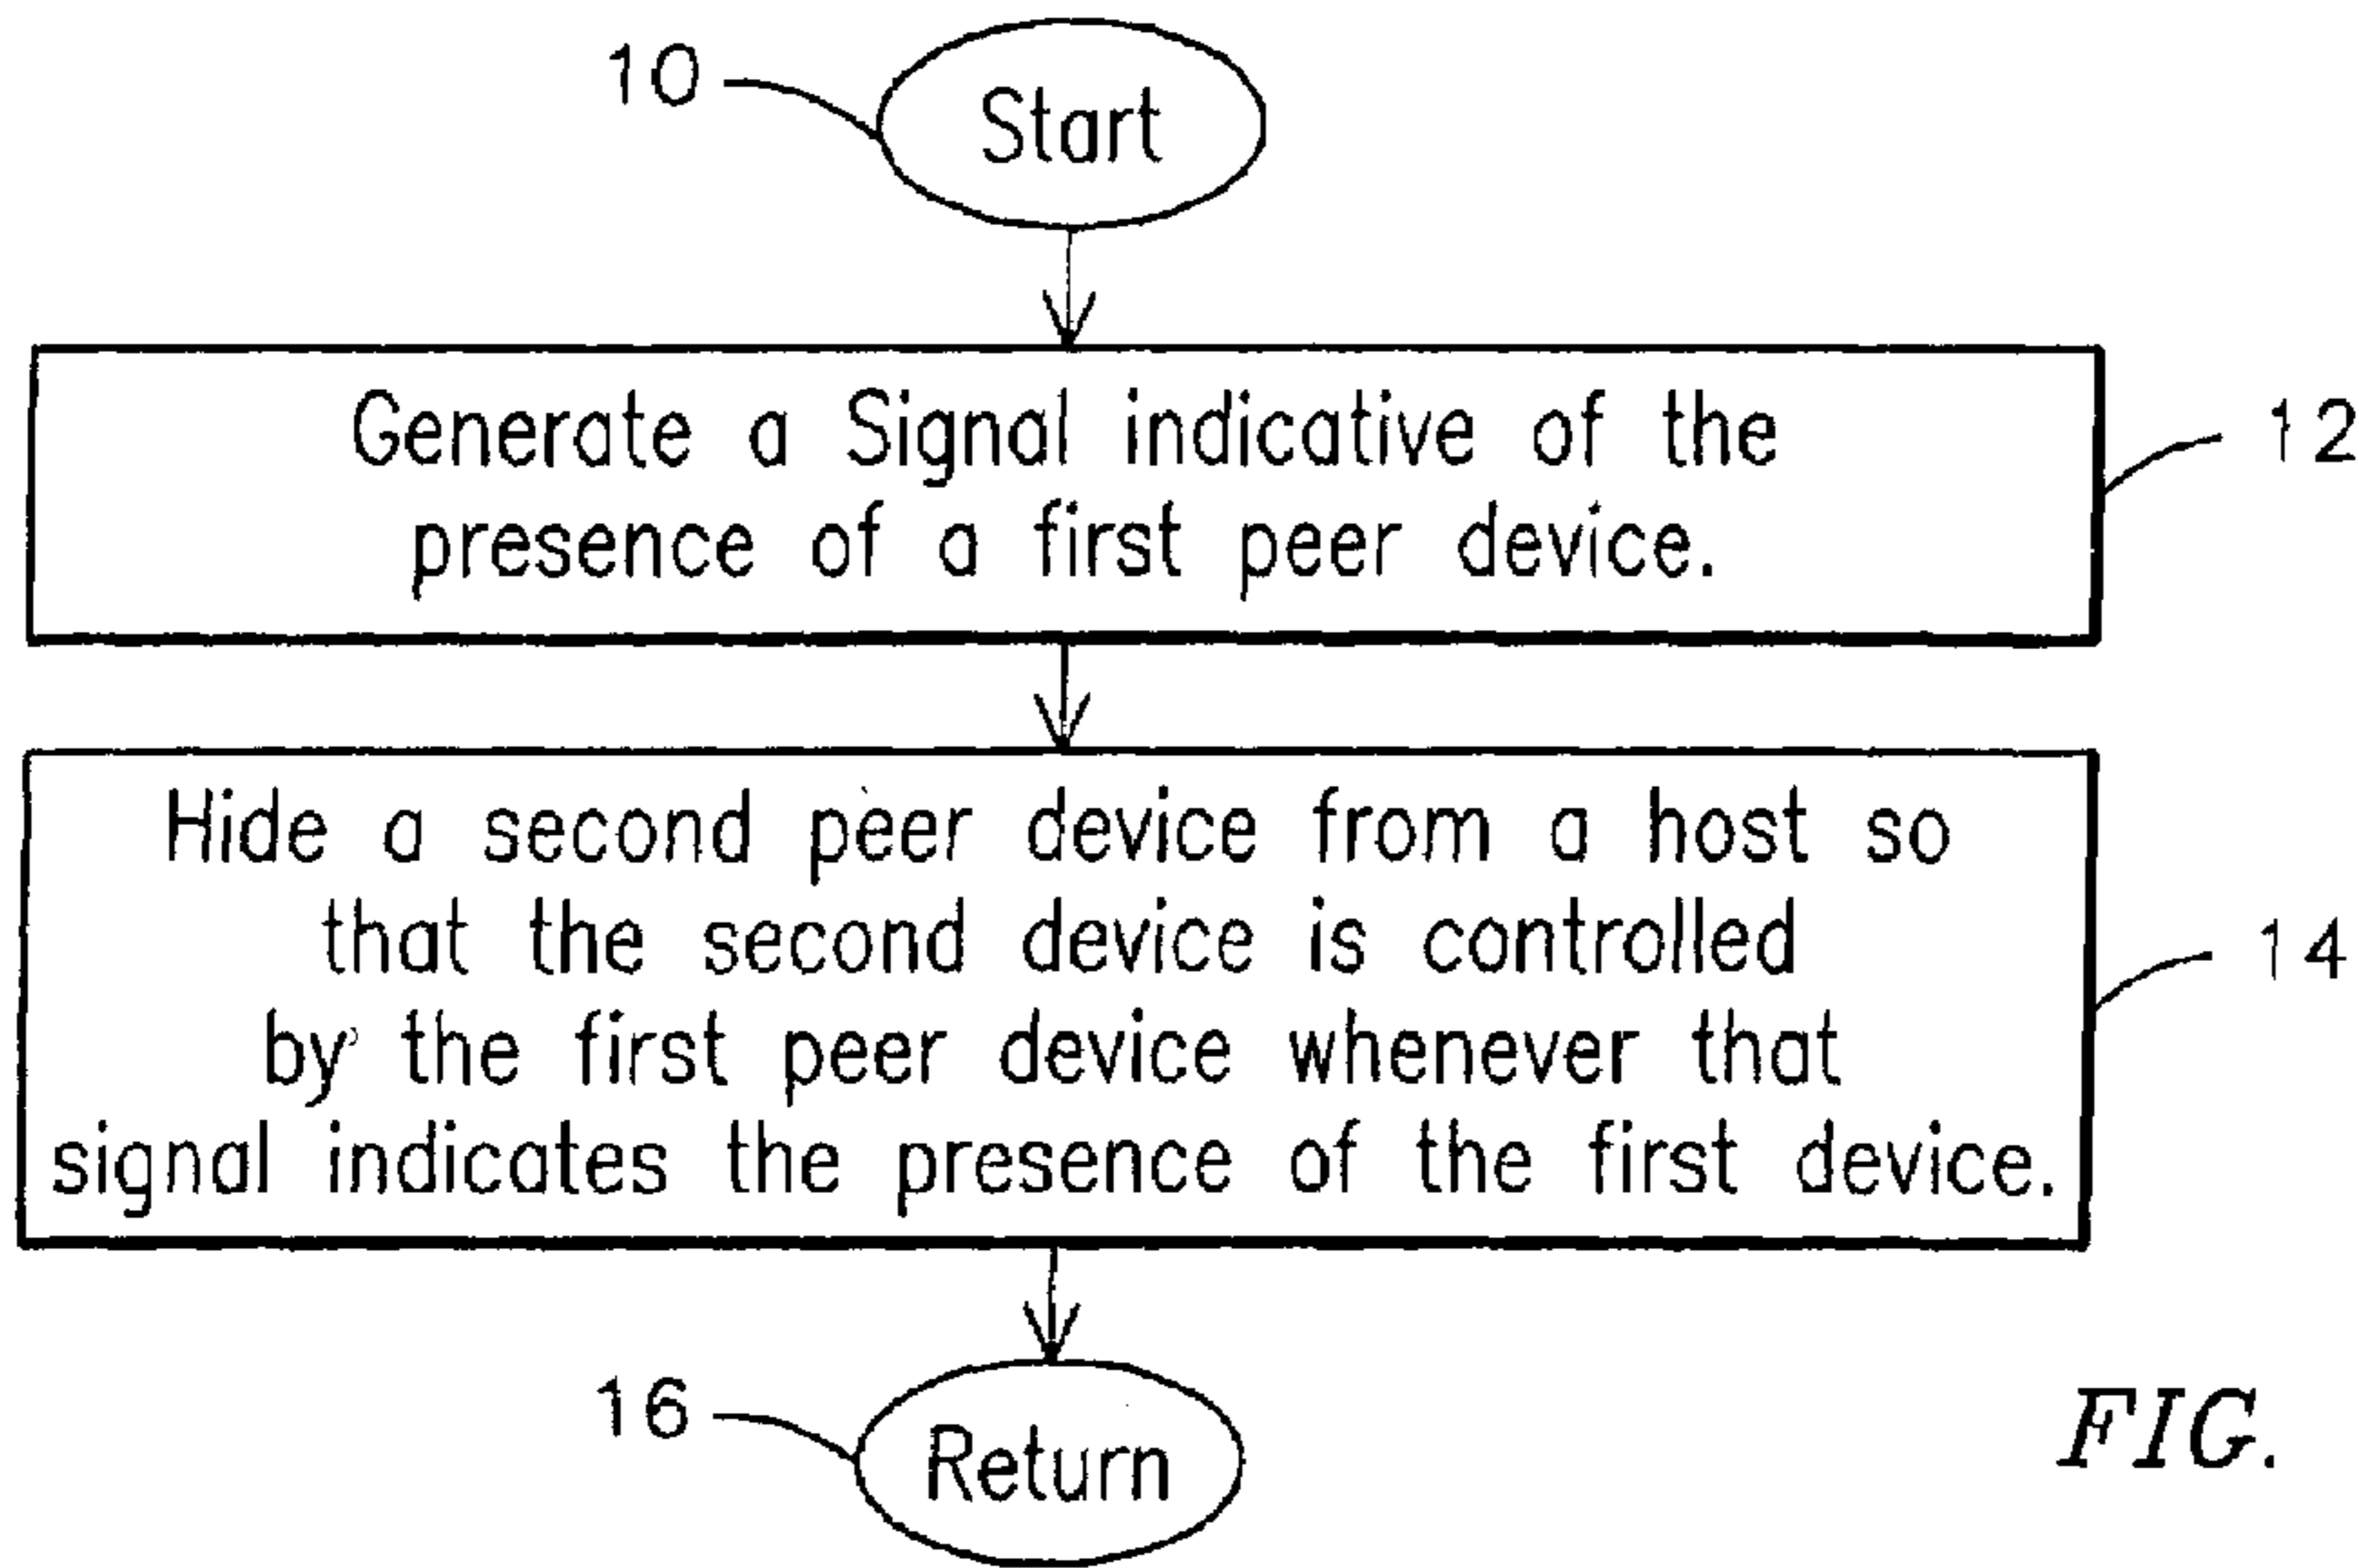 10
Start
Generate a Signal indicative of the
presence of a first peer device.
12
Hide a second peer device from a host so
that the second device is controlled
by the first peer device whenever that
signal indicates the presence of the first device.
14
16
Return
FIG.